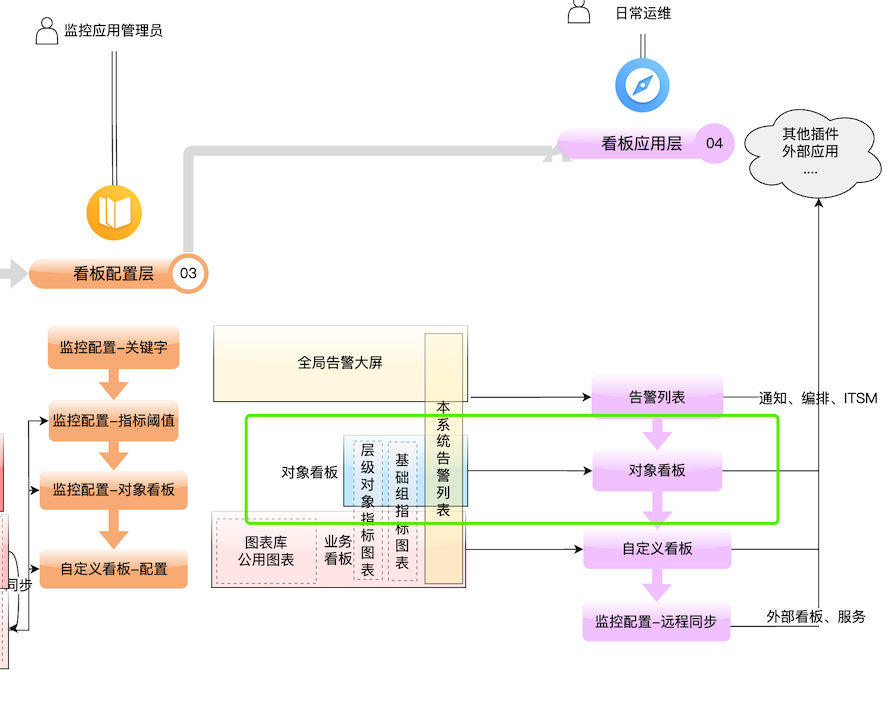 监控应用管理员
日常运维
看板应用层
04
其他插件
外部应用
....
看板配置层
03
监控配置-关键字
监控配置-指标阈值
监控配置-对象看板
自定义看板-配置
同步
全局告警大屏
本系统告警列表
对象看板
层级对象指标图表
基础组指标图表
图表库
公用图表
业务
看板
告警列表
通知、编排、ITSM
对象看板
自定义看板
监控配置-远程同步
外部看板、服务